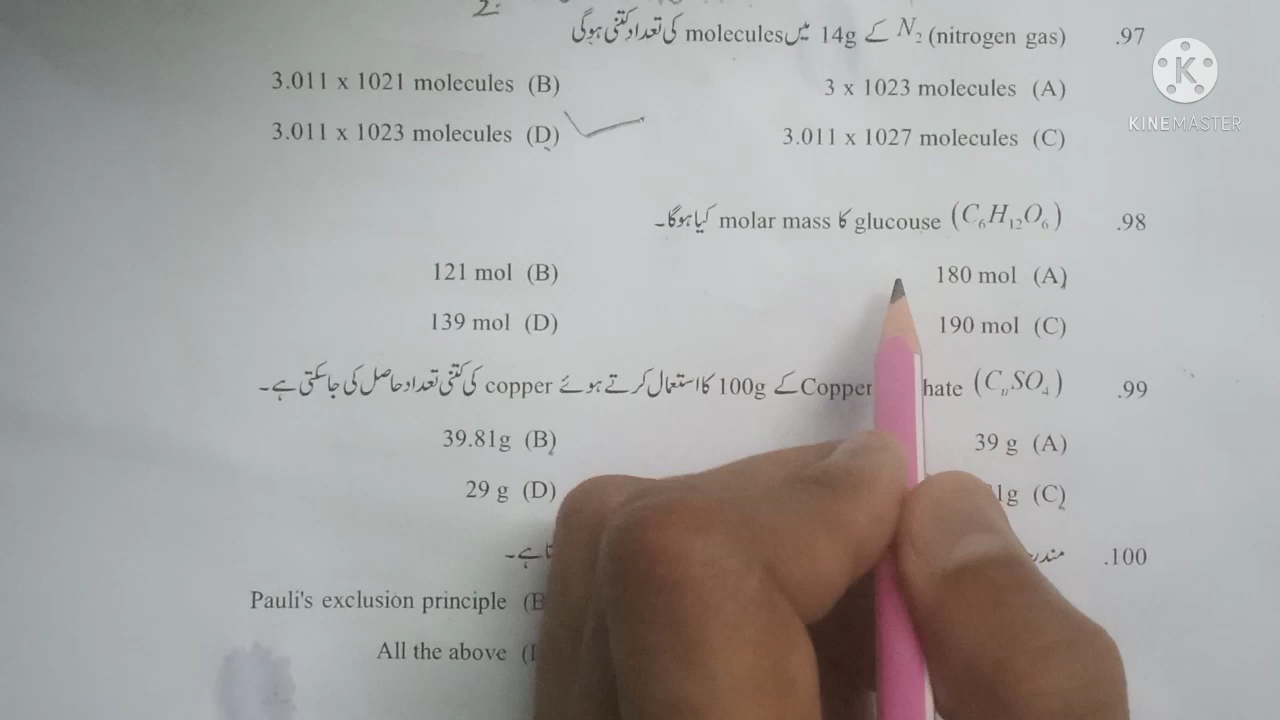 2.
.97 N2 (nitrogen gas) کے 14g میں molecules کی تعداد کتنی ہوگی
(A) 3 x 1023 molecules (B) 3.011 x 1021 molecules
(C) 3.011 x 1027 molecules (D) 3.011 x 1023 molecules
.98 glucouse (C6H12O6) کا molar mass کیا ہوگا۔
(A) 180 mol (B) 121 mol
(C) 190 mol (D) 139 mol
.99 Copper hate (CuSO4) کے 100g کا استعمال کرتے ہوئے copper کی کتنی تعداد حاصل کی جاسکتی ہے۔
(A) 39 g (B) 39.81g
(C) 1g (D) 29 g
.100 ہے۔
(B Pauli's exclusion principle
All the above
K
KINEMASTER